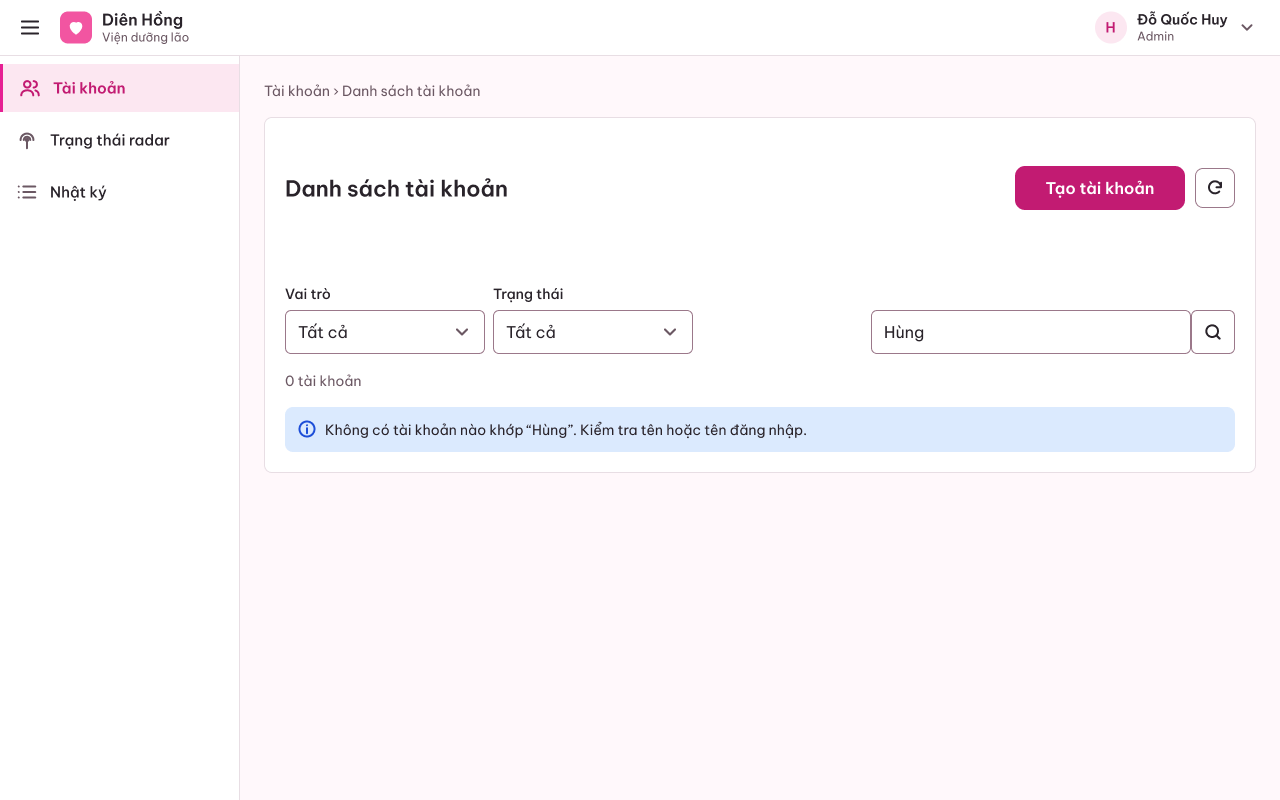 Diên Hồng
Viện dưỡng lão
H
Đỗ Quốc Huy
Admin
Tài khoản
Trạng thái radar
Nhật ký
Tài khoản › Danh sách tài khoản
Danh sách tài khoản
Tạo tài khoản
Vai trò
Trạng thái
Tất cả
Tất cả
Hùng
0 tài khoản
Không có tài khoản nào khớp “Hùng”. Kiểm tra tên hoặc tên đăng nhập.